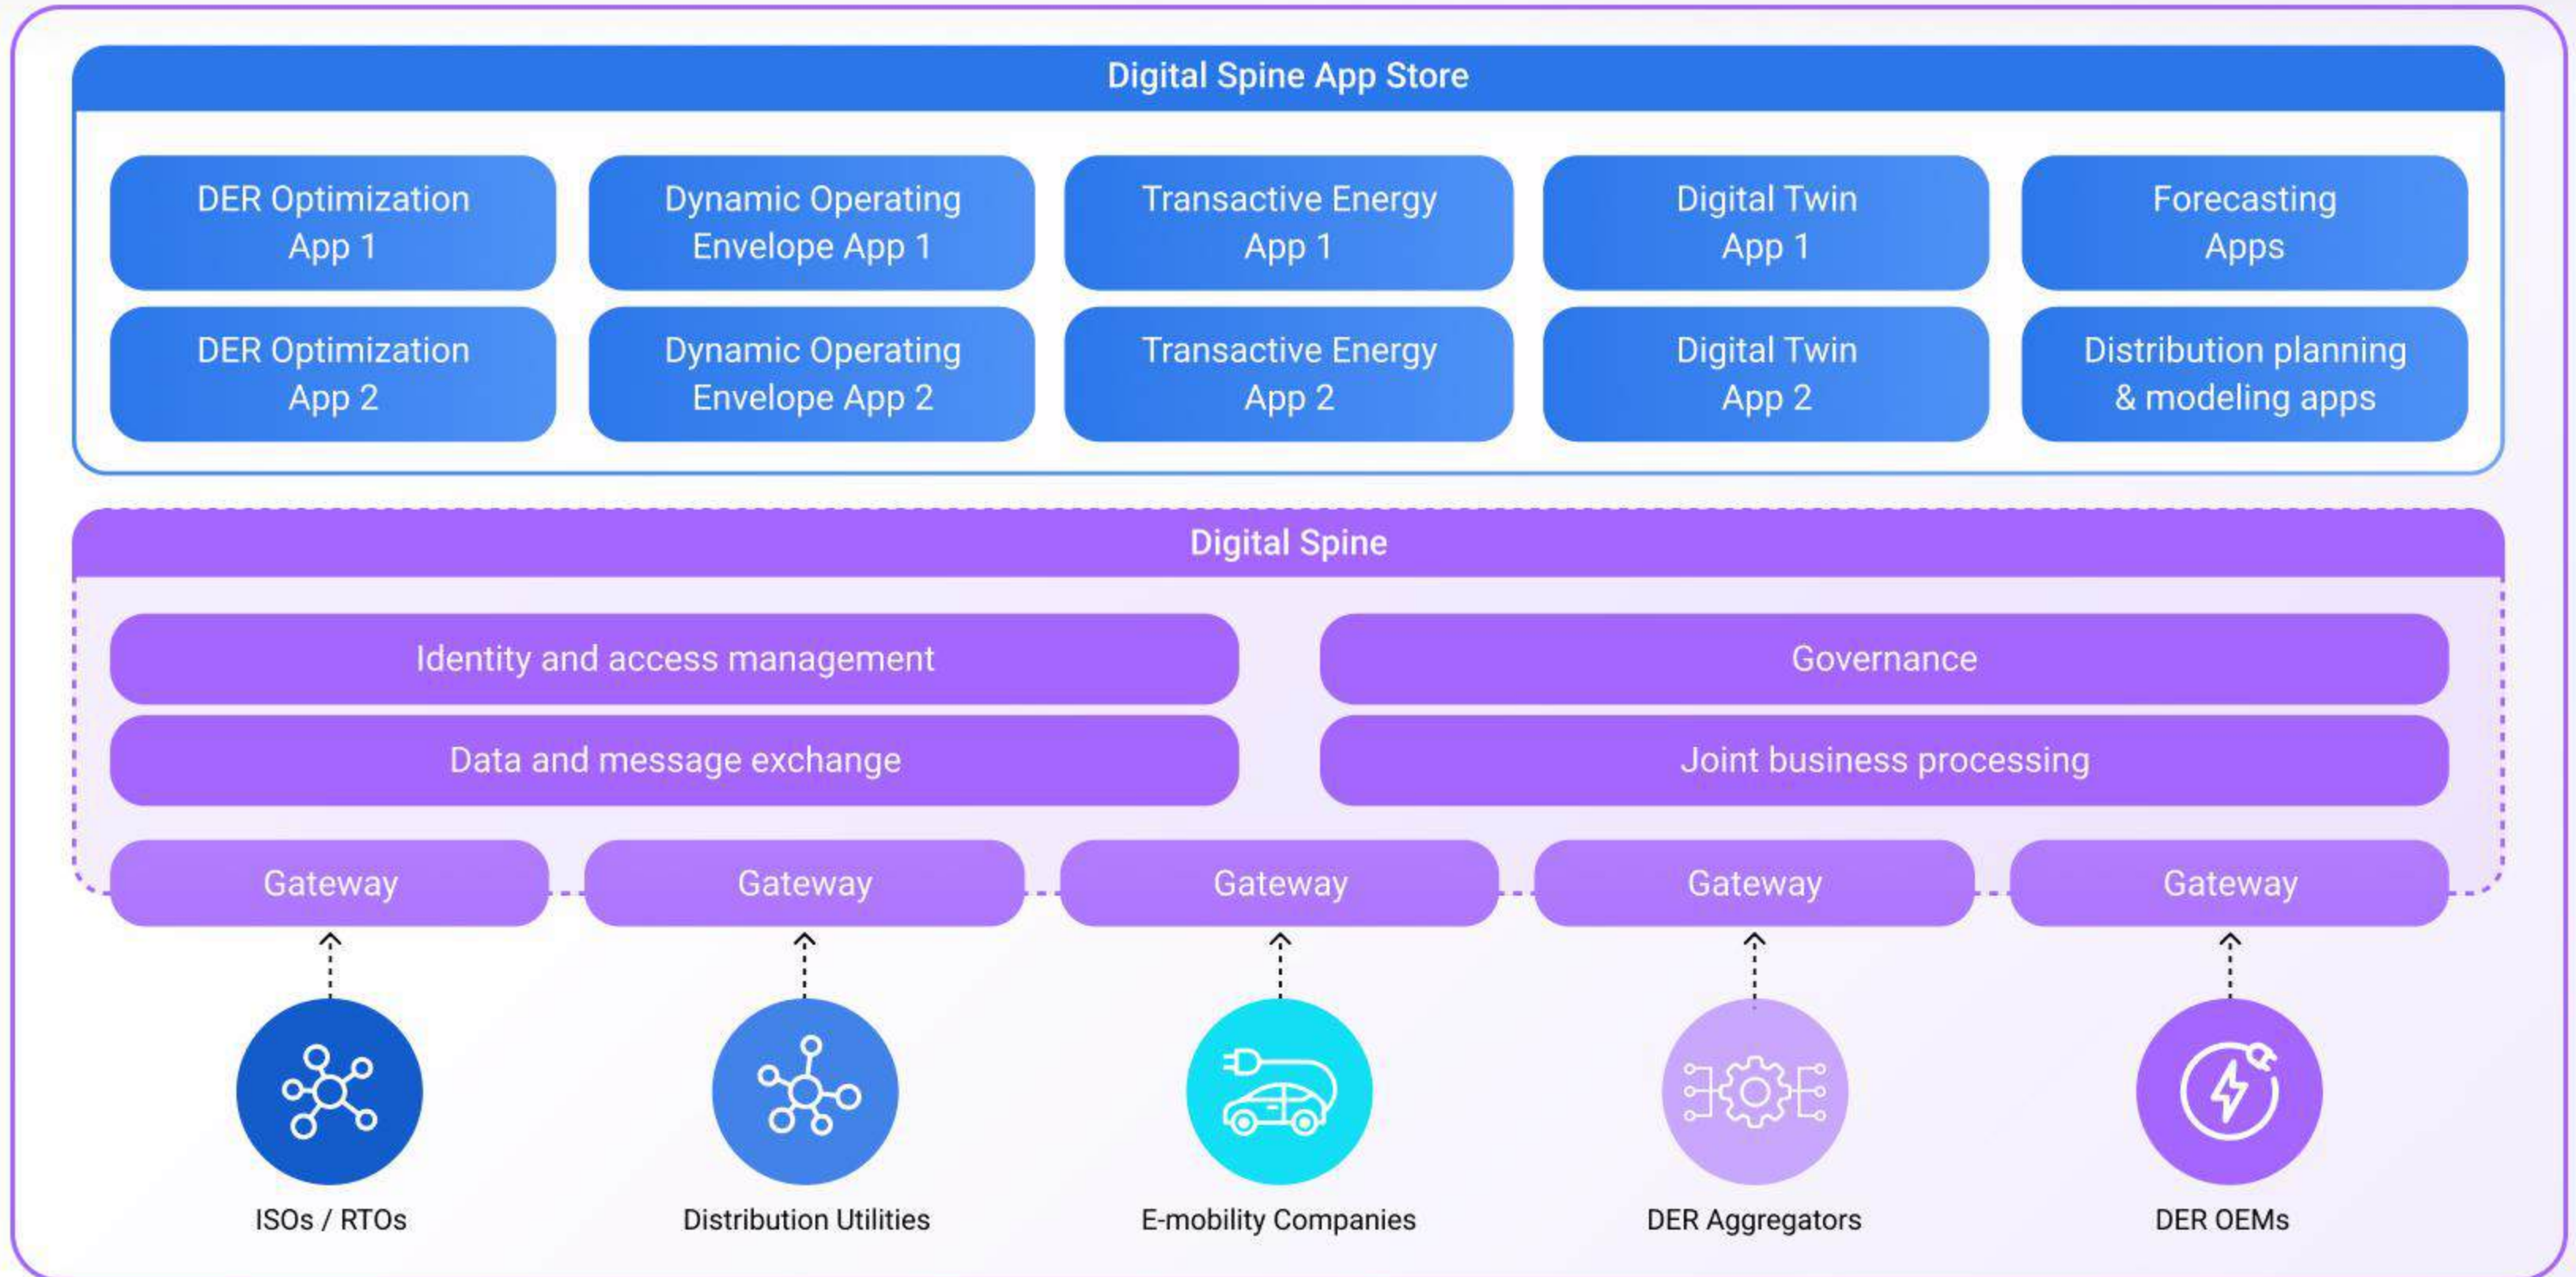 Digital Spine App Store
DER Optimization
App 1
Dynamic Operating
Envelope App 1
Transactive Energy
App 1
Digital Twin
App 1
Forecasting
Apps
DER Optimization
App 2
Dynamic Operating
Envelope App 2
Transactive Energy
App 2
Digital Twin
App 2
Distribution planning
& modeling apps
Digital Spine
Identity and access management
Governance
Data and message exchange
Joint business processing
Gateway
Gateway
Gateway
Gateway
Gateway
ISOs / RTOs
Distribution Utilities
E-mobility Companies
DER Aggregators
DER OEMs